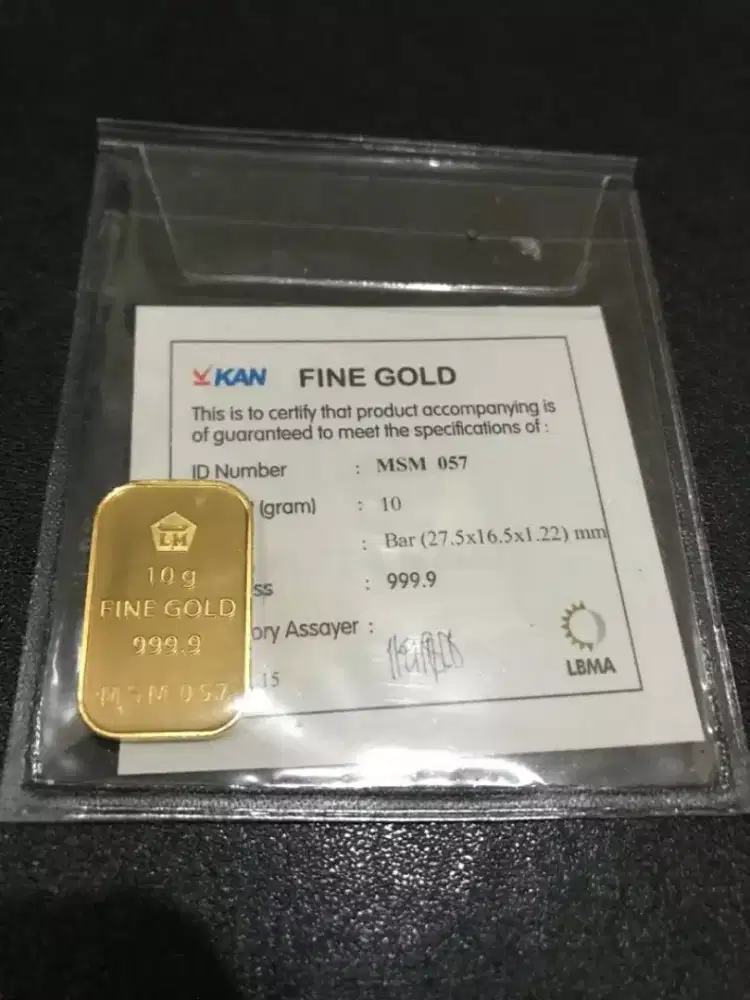 KAN FINE GOLD
This is to certify that product accompanying is
of guaranteed to meet the specifications of :
ID Number : MSM 057
(gram) : 10
: Bar (27.5x16.5x1.22) mm
ss : 999.9
ory Assayer :
15
LBMA
LM
10 g
FINE GOLD
999.9
MSM 057